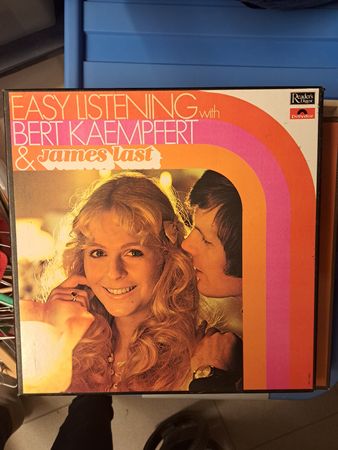 EASY LISTENING with
BERT KAEMPFERT
& James Last
Reader's
Digest
Polydor